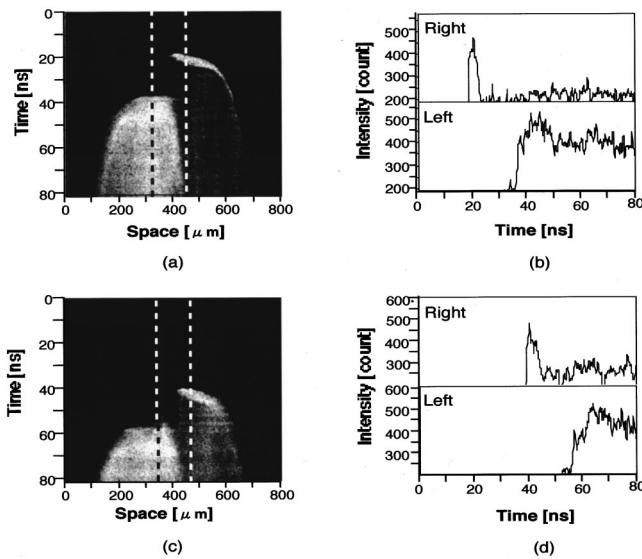 (a)
0
20
40
60
80
Time [ns]
0 200 400 600 800
Space [ μ m]
(a)
(b)
Right
500
400
300
200
Left
500
400
300
200
Intensity [count]
0 20 40 60 80
Time [ns]
(b)
(c)
0
20
40
60
80
Time [ns]
0 200 400 600 800
Space [ μ m]
(c)
(d)
600
Right
500
400
300
600
Left
500
400
300
Intensity [count]
0 20 40 60 80
Time [ns]
(d)